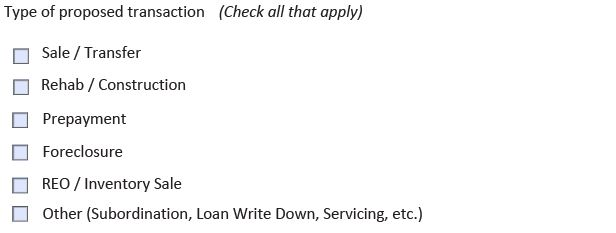 Type of proposed transaction (Check all that apply)
Sale / Transfer
Rehab / Construction
Prepayment
Foreclosure
REO / Inventory Sale
Other (Subordination, Loan Write Down, Servicing, etc.)